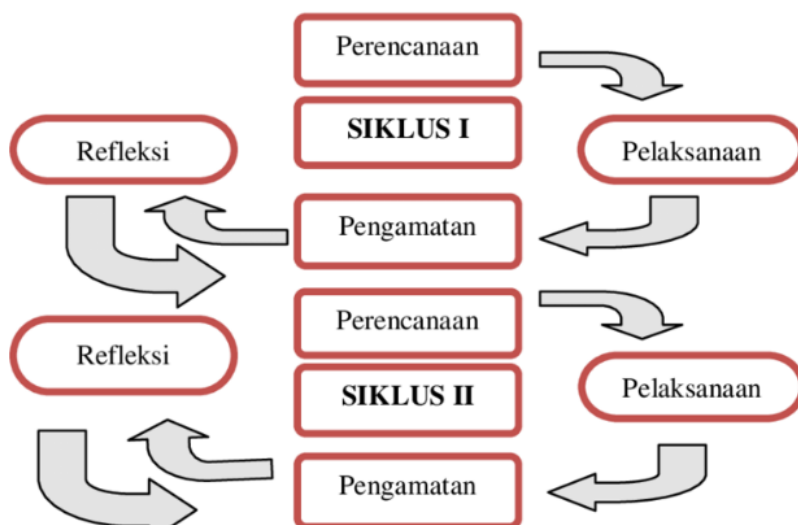 Perencanaan
SIKLUS I
Refleksi
Pelaksanaan
Pengamatan
Perencanaan
Refleksi
SIKLUS II
Pelaksanaan
Pengamatan